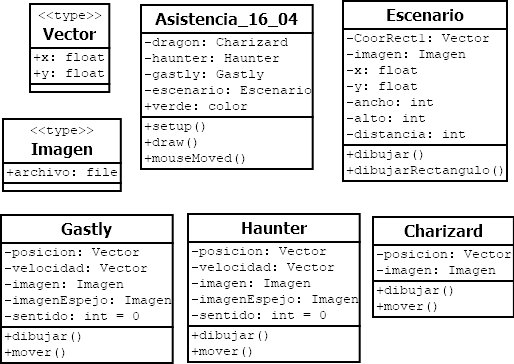 <<type>>
Vector
+x: float
+y: float
Asistencia_16_04
-dragon: Charizard
-haunter: Haunter
-gastly: Gastly
-escenario: Escenario
+verde: color
+setup()
+draw()
+mouseMoved()
Escenario
-CoorRect1: Vector
-imagen: Imagen
-x: float
-y: float
-ancho: int
-alto: int
-distancia: int
+dibujar()
+dibujarRectangulo()
<<type>>
Imagen
+archivo: file
Gastly
-posicion: Vector
-velocidad: Vector
-imagen: Imagen
-imagenEspejo: Imagen
-sentido: int = 0
+dibujar()
+mover()
Haunter
-posicion: Vector
-velocidad: Vector
-imagen: Imagen
-imagenEspejo: Imagen
-sentido: int = 0
+dibujar()
+mover()
Charizard
-posicion: Vector
-imagen: Imagen
+dibujar()
+mover()